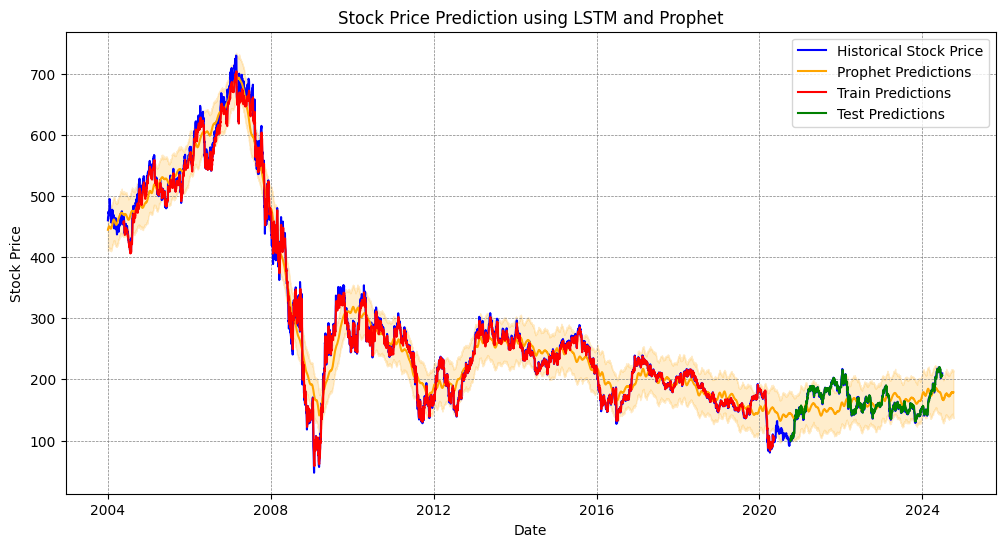 Stock Price Prediction using LSTM and Prophet
Historical Stock Price
Prophet Predictions
Train Predictions
Test Predictions
Stock Price
700
600
500
400
300
200
100
2004
2008
2012
2016
2020
2024
Date